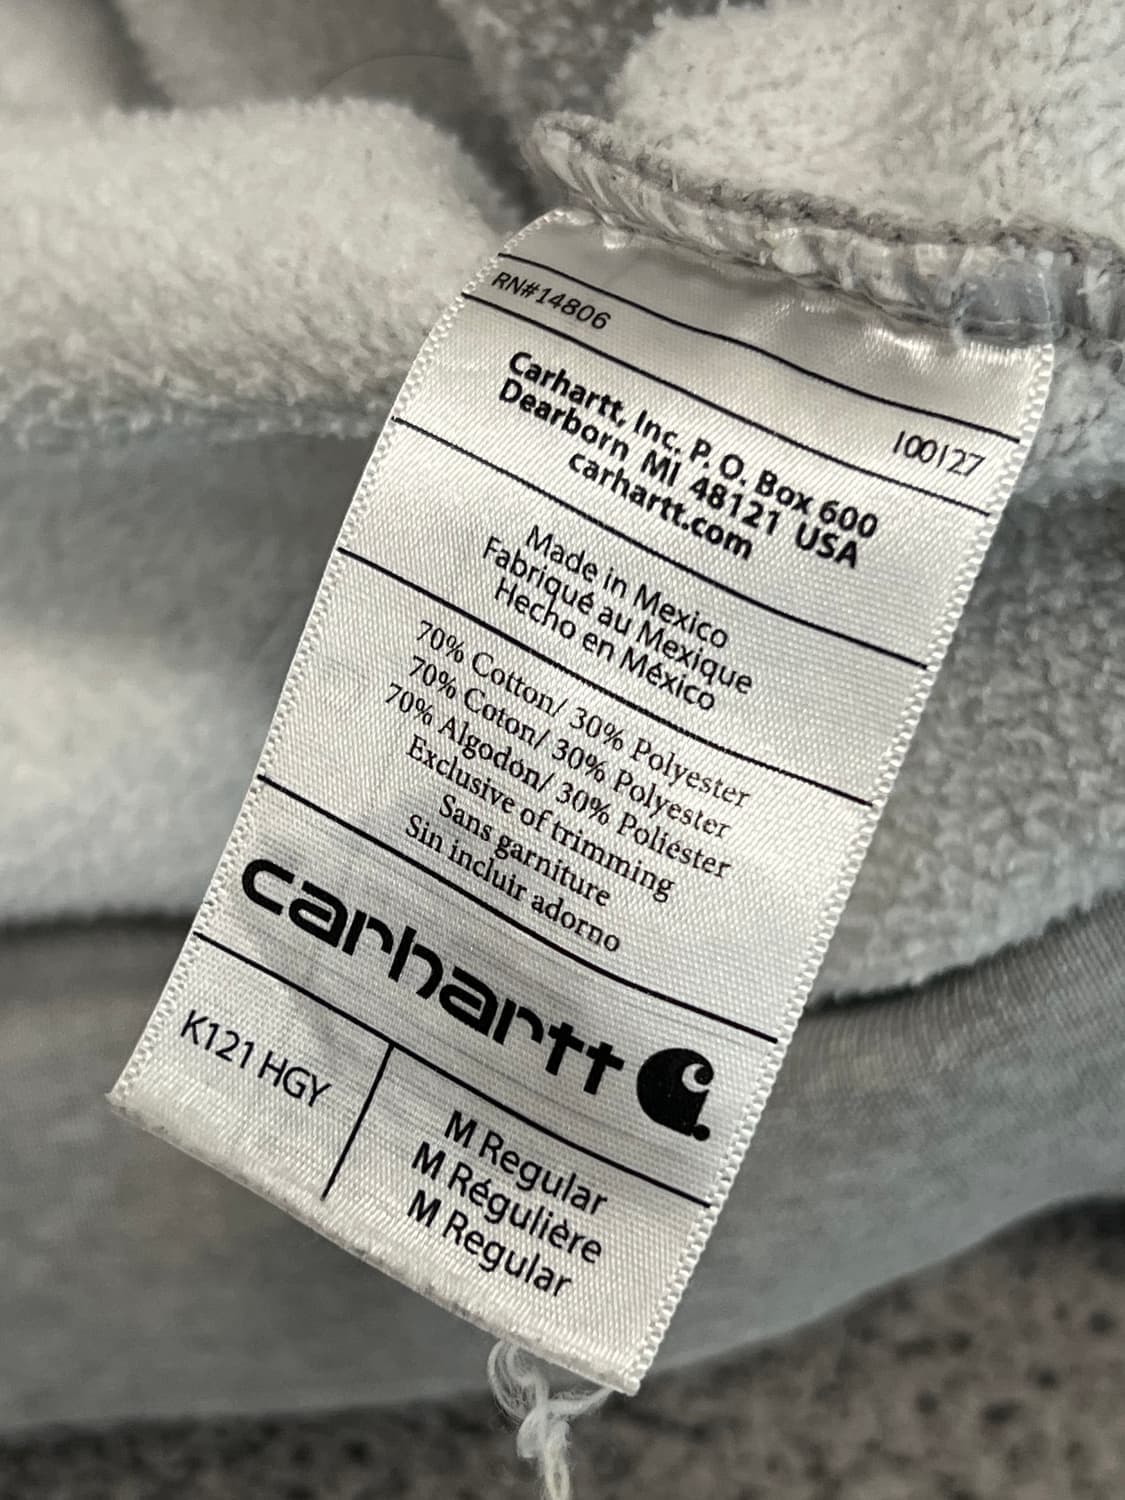 RN#14806 100127
Carhartt, Inc. P. O. Box 600
Dearborn MI 48121 USA
carhartt.com
Made in Mexico
Fabriqué au Mexique
Hecho en México
70% Cotton/ 30% Polyester
70% Coton/ 30% Polyester
70% Algodón/ 30% Poliéster
Exclusive of trimming
Sans garniture
Sin incluir adorno
carhartt
K121 HGY
M Regular
M Régulière
M Regular